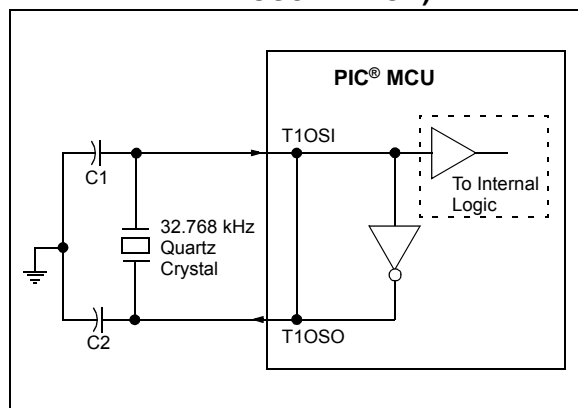 PIC® MCU
T1OSI
C1
To Internal
Logic
32.768 kHz
Quartz
Crystal
C2
T1OSO